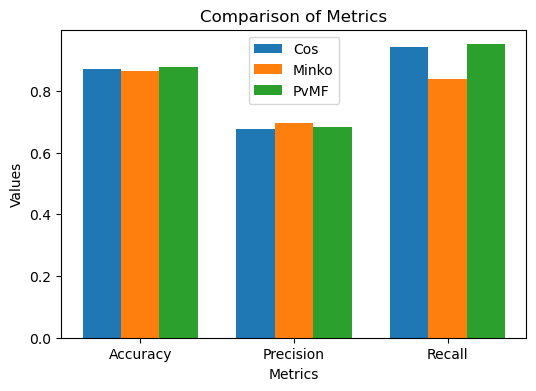 Comparison of Metrics
Cos
Minko
PvMF
Values
0.8
0.6
0.4
0.2
0.0
Accuracy
Precision
Recall
Metrics